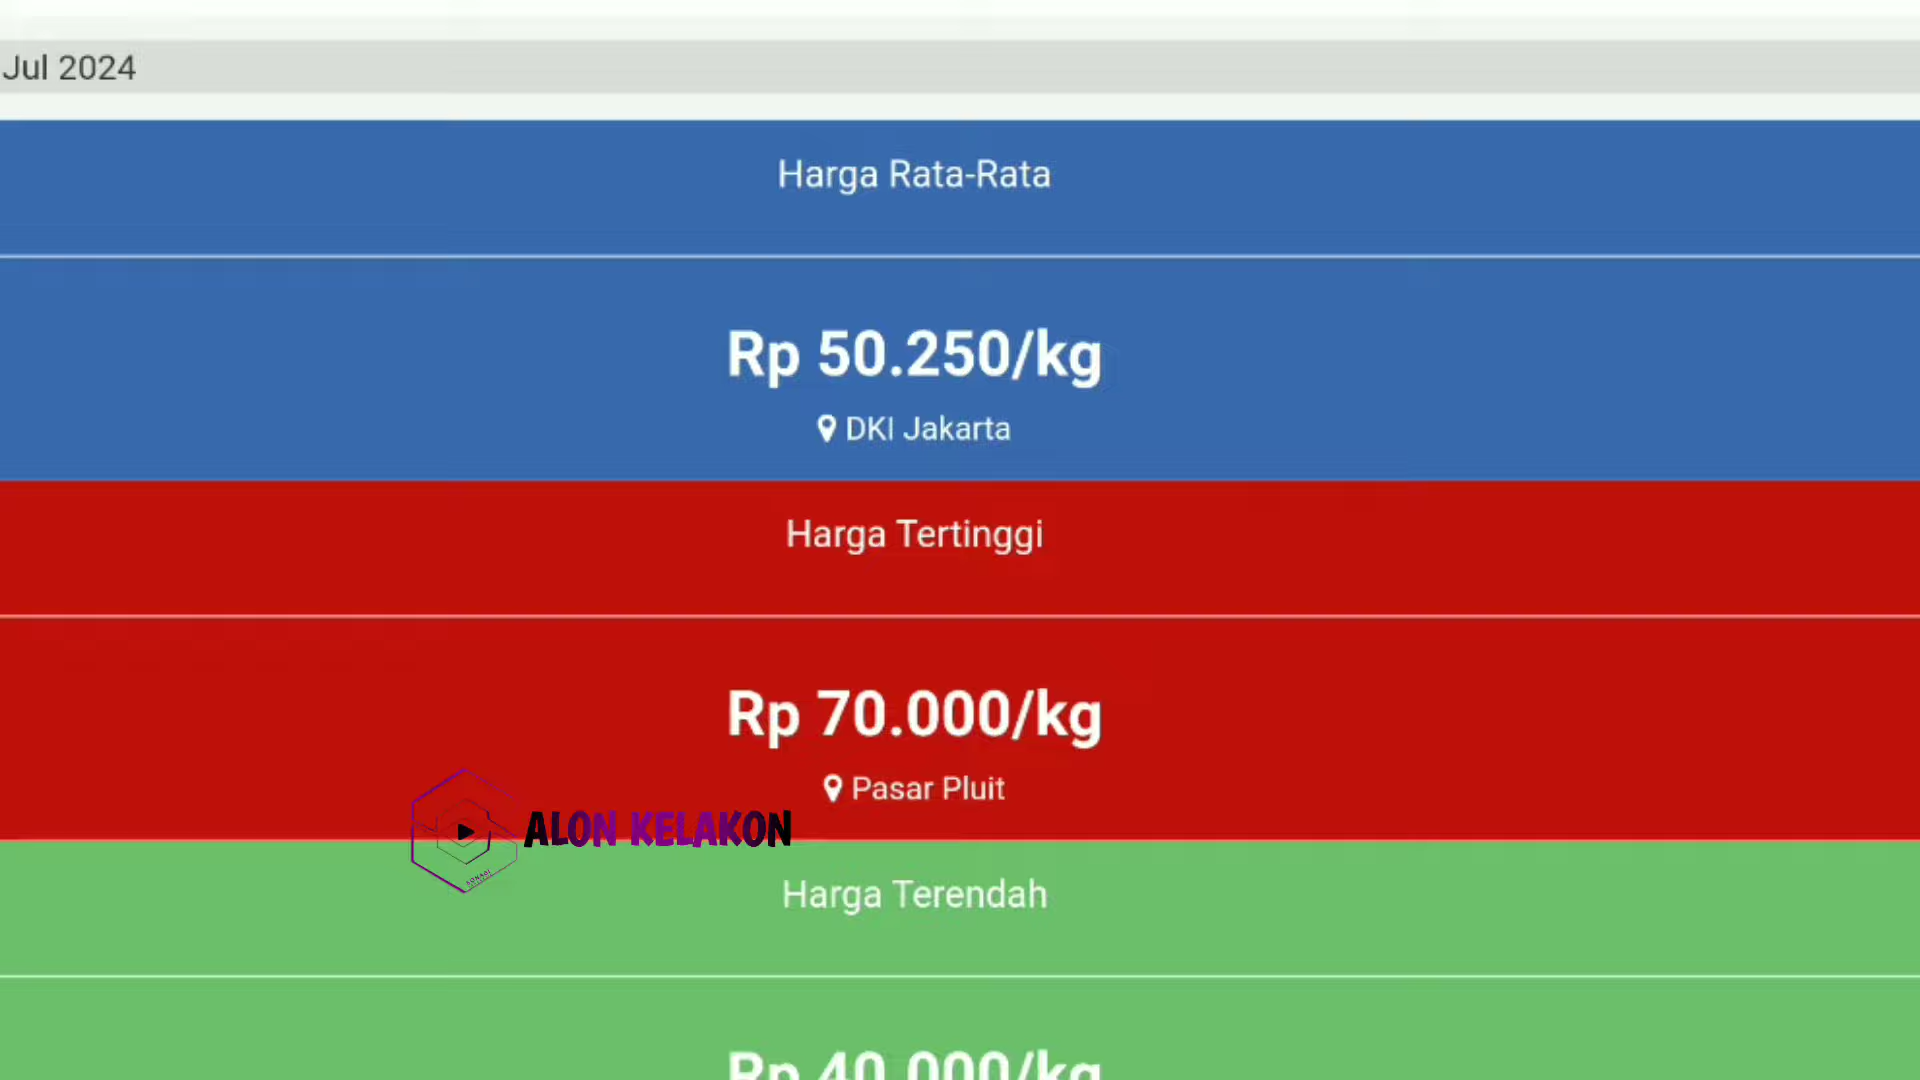 Jul 2024
Harga Rata-Rata
Rp 50.250/kg
DKI Jakarta
Harga Tertinggi
Rp 70.000/kg
Pasar Pluit
ALON KELAKON
Harga Terendah
Rp 40.000/kg